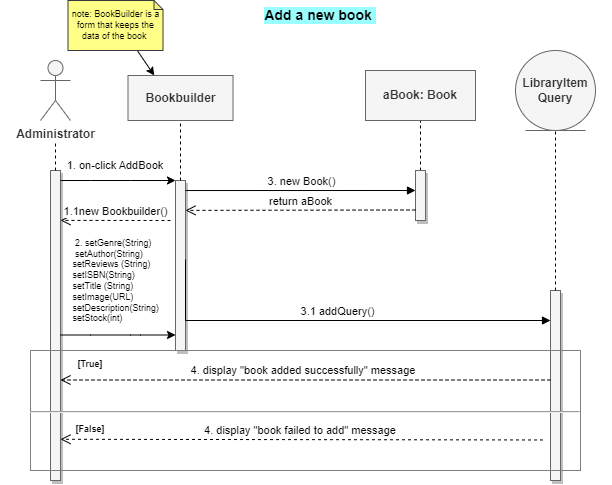 note: BookBuilder is a
form that keeps the
data of the book
Add a new book
Administrator
Bookbuilder
aBook: Book
LibraryItem
Query
1. on-click AddBook
3. new Book()
return aBook
1.1new Bookbuilder()
2. setGenre(String)
setAuthor(String)
setReviews (String)
setISBN(String)
setTitle (String)
setImage(URL)
setDescription(String)
setStock(int)
3.1 addQuery()
[True]
4. display "book added successfully" message
[False]
4. display "book failed to add" message